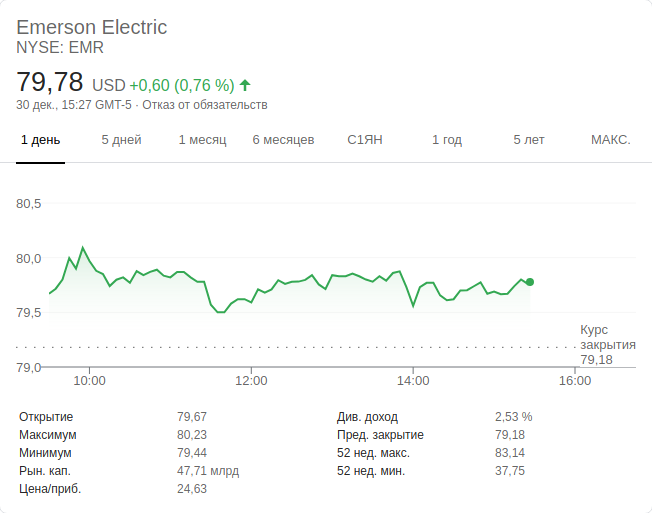 Emerson Electric
NYSE: EMR
79,78 USD +0,60 (0,76 %)
30 дек., 15:27 GMT-5 · Отказ от обязательств
1 день 5 дней 1 месяц 6 месяцев С1ЯН 1 год 5 лет МАКС.
80,5
80,0
79,5
Курс
закрытия
79,18
79,0
10:00 12:00 14:00 16:00
Открытие 79,67 Див. доход 2,53 %
Максимум 80,23 Пред. закрытие 79,18
Минимум 79,44 52 нед. макс. 83,14
Рын. кап. 47,71 млрд 52 нед. мин. 37,75
Цена/приб. 24,63